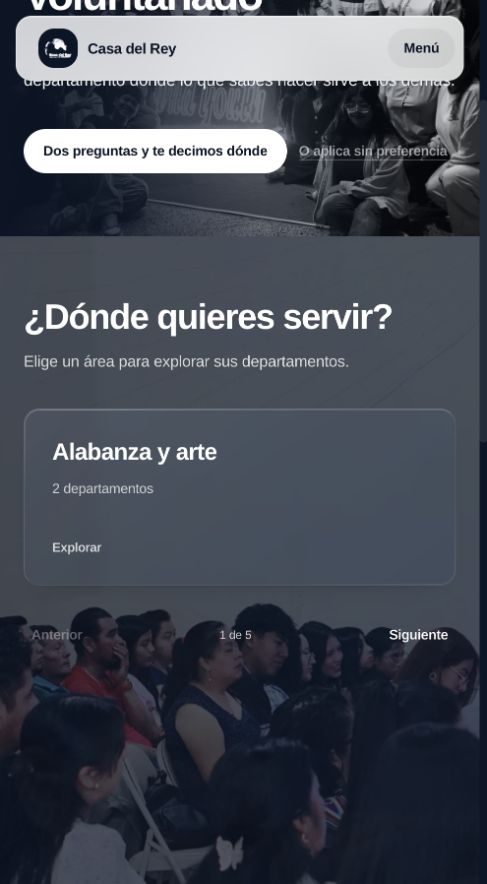 voluntariado
Casa del Rey
Menú
departamento donde lo que sabes hacer sirve a los demás.
Dos preguntas y te decimos dónde
O aplica sin preferencia
¿Dónde quieres servir?
Elige un área para explorar sus departamentos.
Alabanza y arte
2 departamentos
Explorar
Anterior
1 de 5
Siguiente